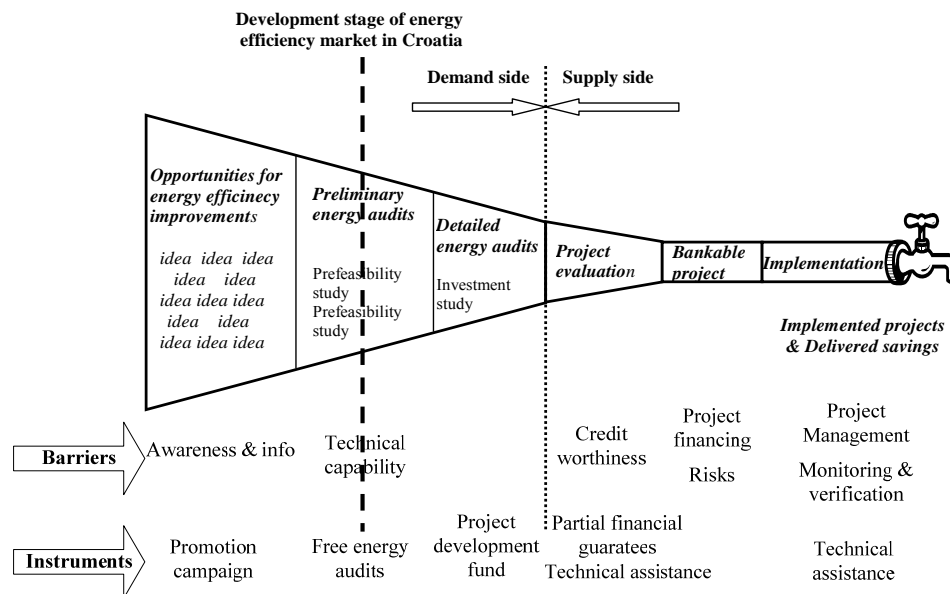 Development stage of energy
efficiency market in Croatia
Demand side
Supply side
Opportunities for
energy efficinecy
improvements
idea idea idea
idea idea
idea idea idea
idea idea
idea idea idea
Preliminary
energy audits
Prefeasibility
study
Prefeasibility
study
Detailed
energy audits
Investment
study
Project
evaluation
Bankable
project
Implementation
Implemented projects
& Delivered savings
Barriers
Awareness & info
Technical
capability
Credit
worthiness
Project
financing
Risks
Project
Management
Monitoring &
verification
Instruments
Promotion
campaign
Free energy
audits
Project
development
fund
Partial financial
guaratees
Technical assistance
Technical
assistance